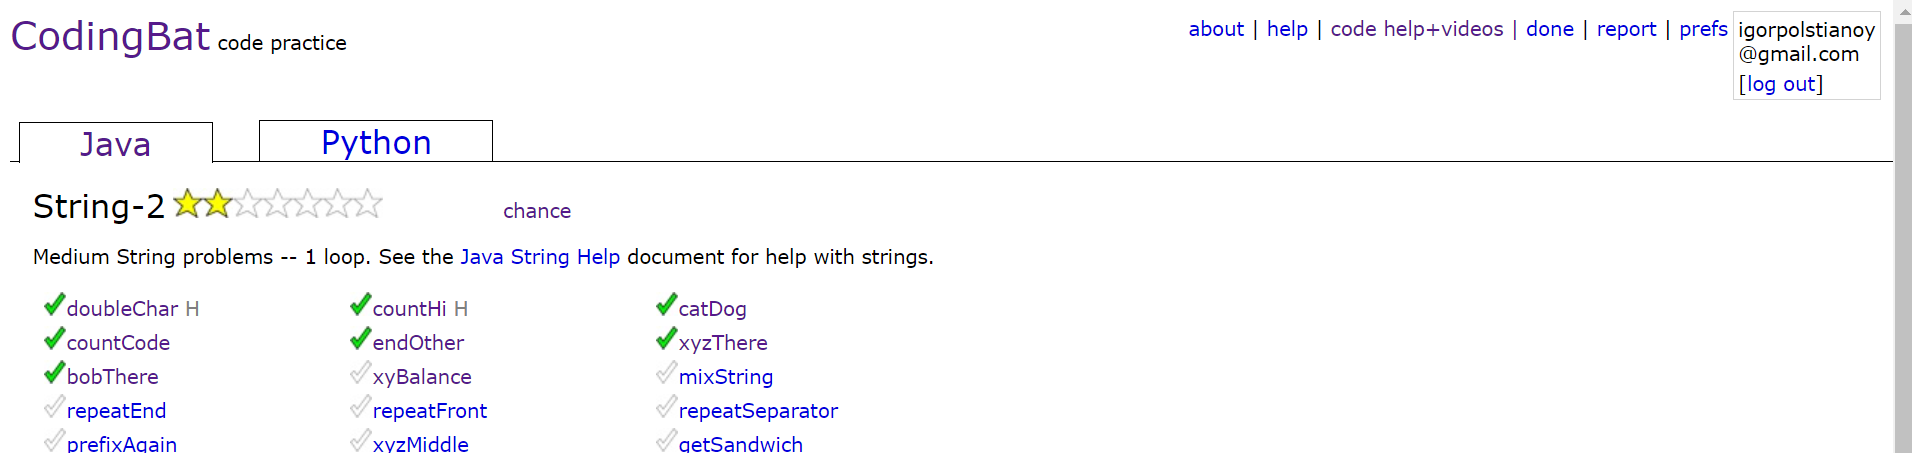 CodingBat code practice
about | help | code help+videos | done | report | prefs
igorpolstianoy
@gmail.com
[log out]
Java
Python
String-2
chance
Medium String problems -- 1 loop. See the Java String Help document for help with strings.
doubleChar H
countHi H
catDog
countCode
endOther
xyzThere
bobThere
xyBalance
mixString
repeatEnd
repeatFront
repeatSeparator
prefixAgain
xyzMiddle
getSandwich